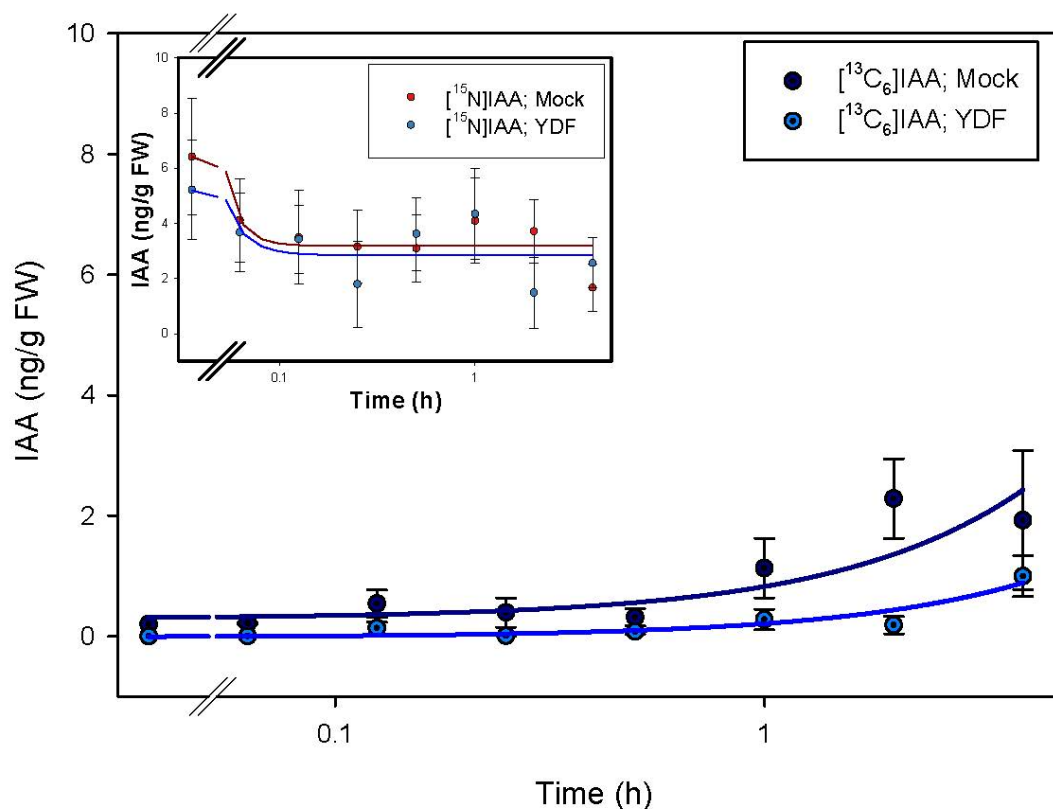 10
8
6
4
2
0
IAA (ng/g FW)
0.1
1
Time (h)
[¹³C₆]IAA; Mock
[¹³C₆]IAA; YDF
10
8
6
4
2
0
IAA (ng/g FW)
0.1
1
Time (h)
[¹⁵N]IAA; Mock
[¹⁵N]IAA; YDF